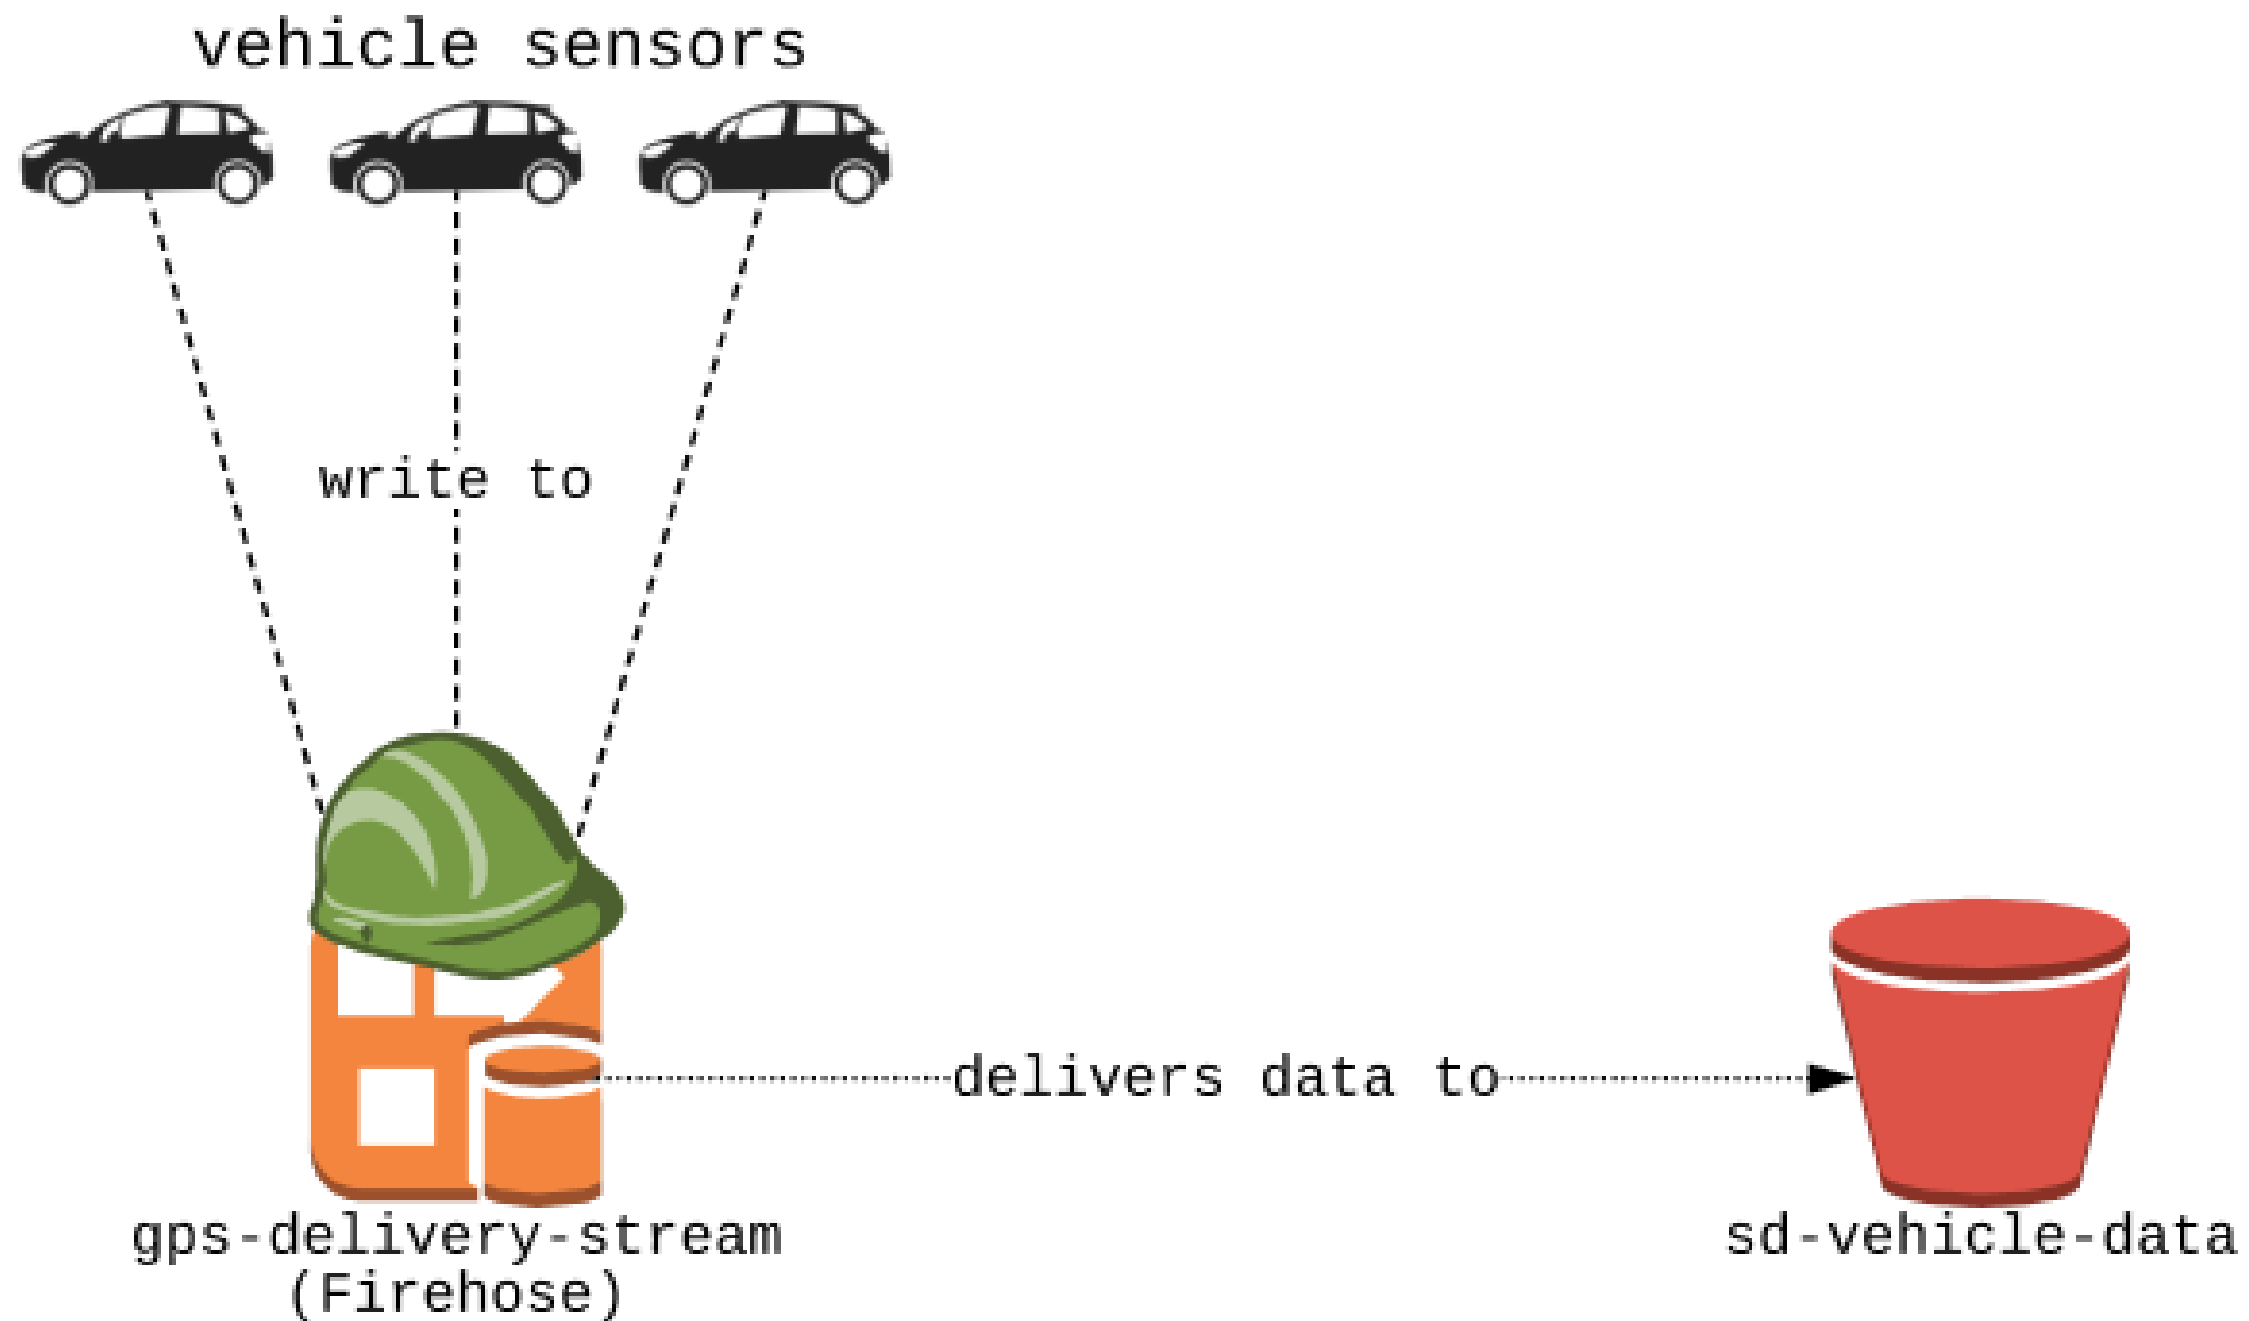 vehicle sensors
write to
delivers data to
gps-delivery-stream
(Firehose)
sd-vehicle-data